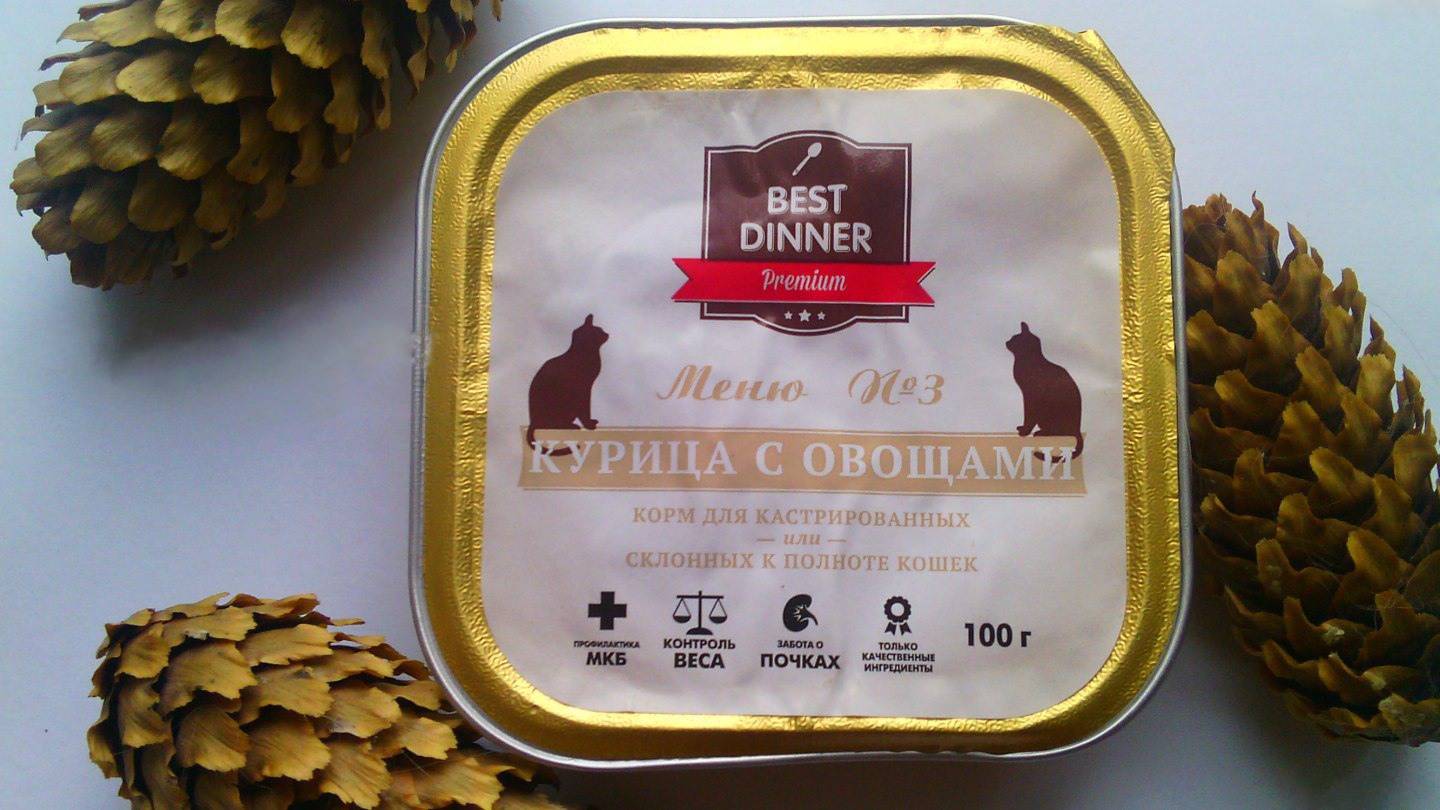 BEST
DINNER
Premium
Меню №3
КУРИЦА С ОВОЩАМИ
КОРМ ДЛЯ КАСТРИРОВАННЫХ
— или —
СКЛОННЫХ К ПОЛНОТЕ КОШЕК
ПРОФИЛАКТИКА
МКБ
КОНТРОЛЬ
ВЕСА
ЗАБОТА О
ПОЧКАХ
ТОЛЬКО
КАЧЕСТВЕННЫЕ
ИНГРЕДИЕНТЫ
100 г